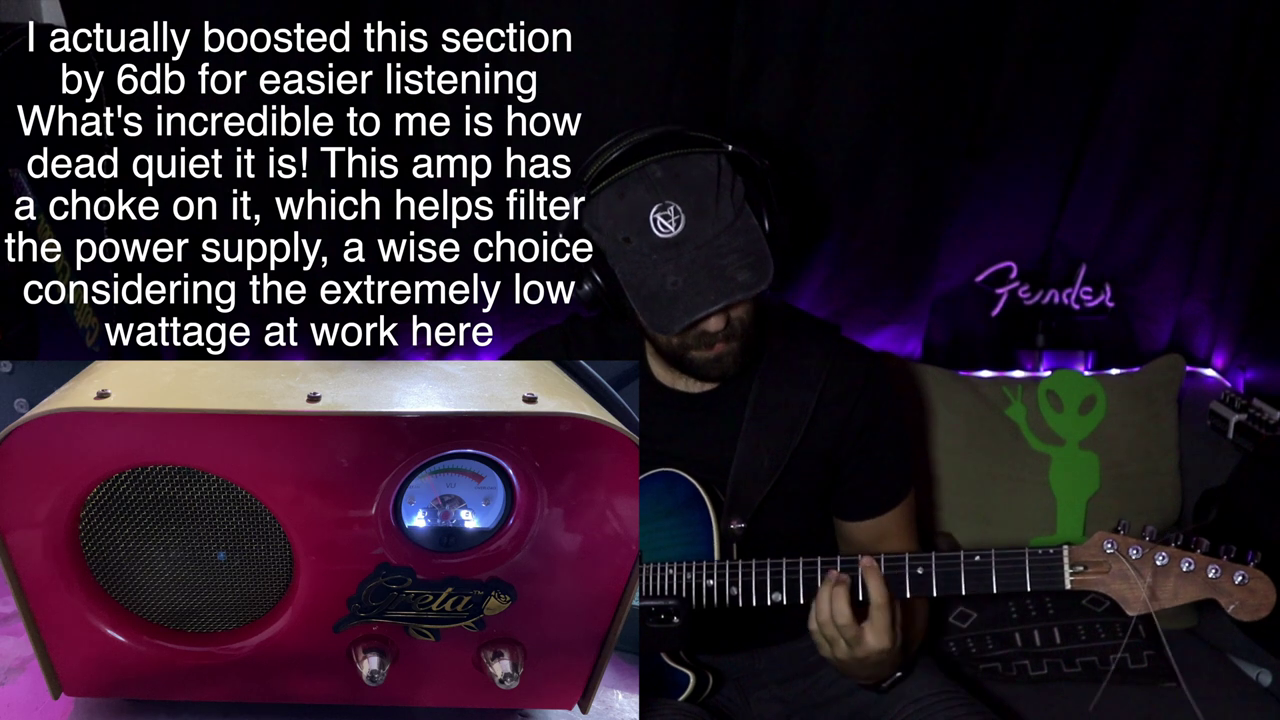 I actually boosted this section
by 6db for easier listening
What's incredible to me is how
dead quiet it is! This amp has
a choke on it, which helps filter
the power supply, a wise choice
considering the extremely low
wattage at work here
Fender
VU
Greta™